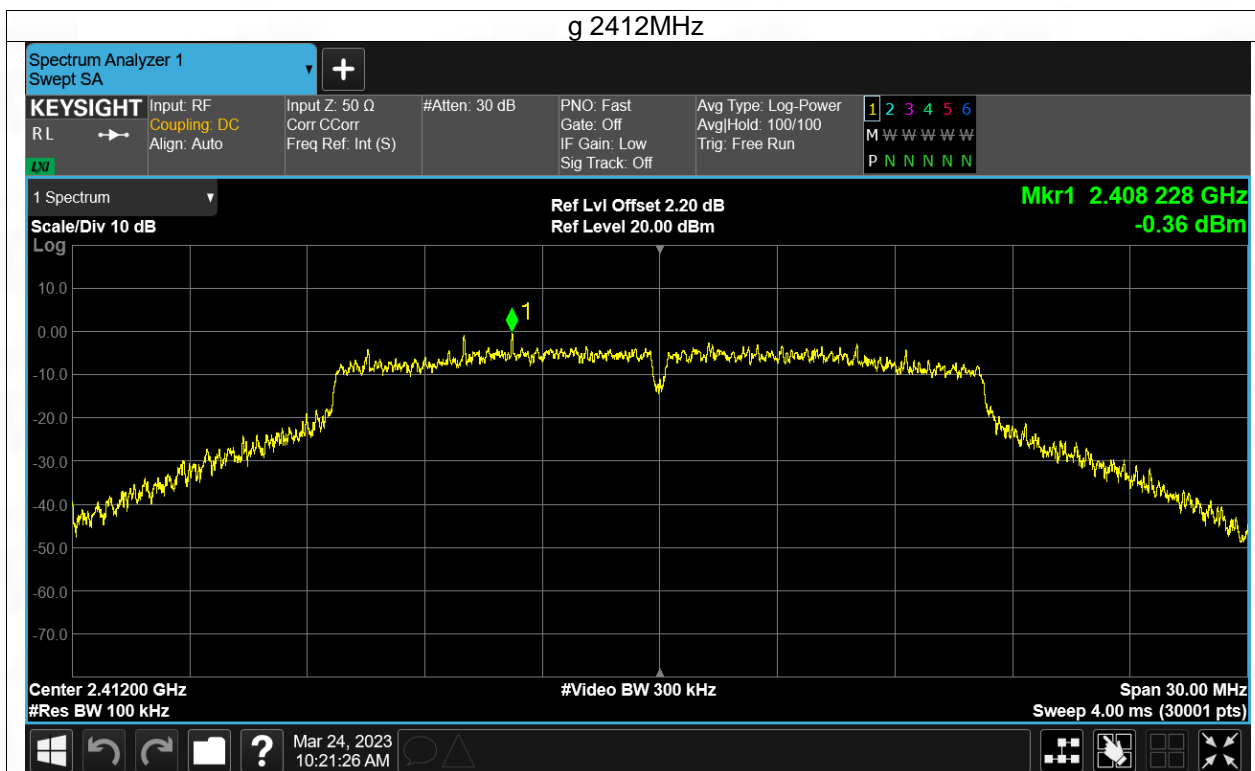 g 2412MHz
Spectrum Analyzer 1
Swept SA
KEYSIGHT
RL
LXI
Input: RF
Coupling: DC
Align: Auto
Input Z: 50 Ω
Corr CCorr
Freq Ref: Int (S)
#Atten: 30 dB
PNO: Fast
Gate: Off
IF Gain: Low
Sig Track: Off
Avg Type: Log-Power
Avg|Hold: 100/100
Trig: Free Run
1 2 3 4 5 6
M W W W W W
P N N N N N
1 Spectrum
Scale/Div 10 dB
Ref Lvl Offset 2.20 dB
Ref Level 20.00 dBm
Mkr1 2.408 228 GHz
-0.36 dBm
Log
10.0
0.00
-10.0
-20.0
-30.0
-40.0
-50.0
-60.0
-70.0
1
Center 2.41200 GHz
#Res BW 100 kHz
#Video BW 300 kHz
Span 30.00 MHz
Sweep 4.00 ms (30001 pts)
?
Mar 24, 2023
10:21:26 AM